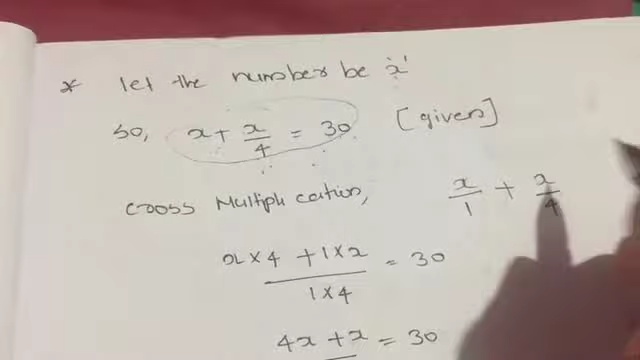 * let the number be 'x'
so, x + x/4 = 30 [given]
cross Multiplication, x/1 + x/4
x×4 + 1×x / 1×4 = 30
4x + x = 30